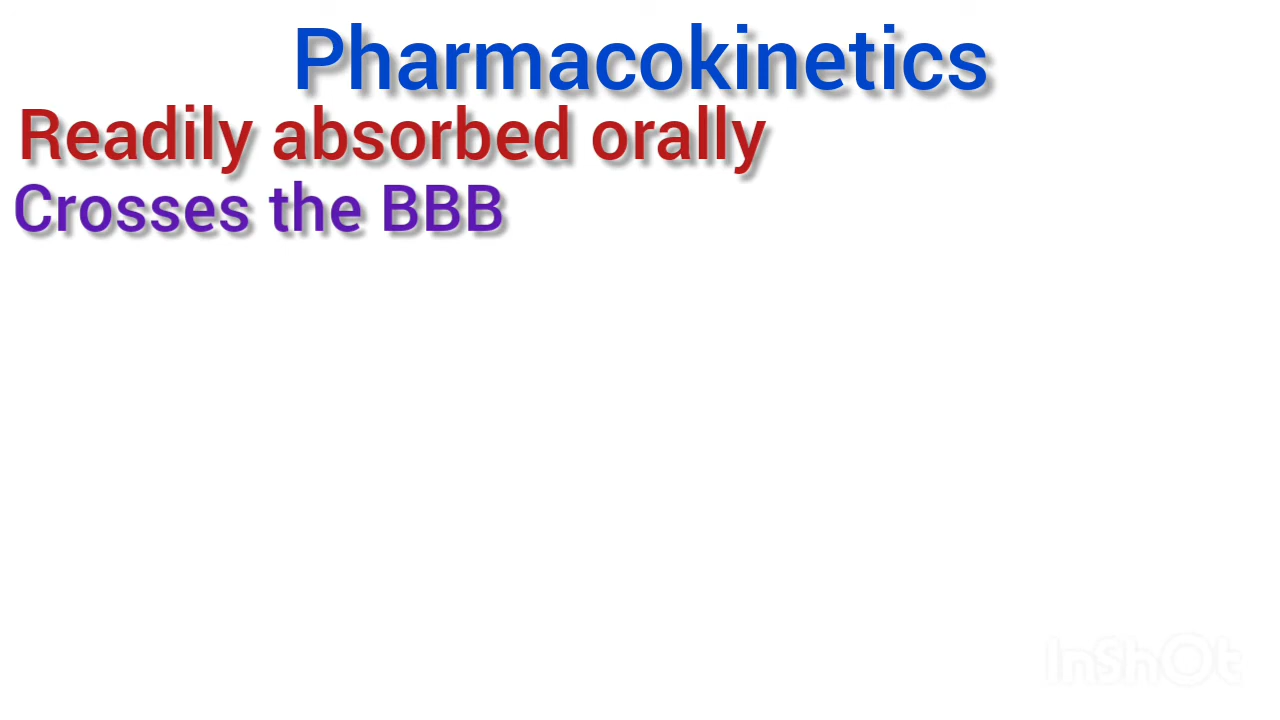 Pharmacokinetics
Readily absorbed orally
Crosses the BBB
InShOt